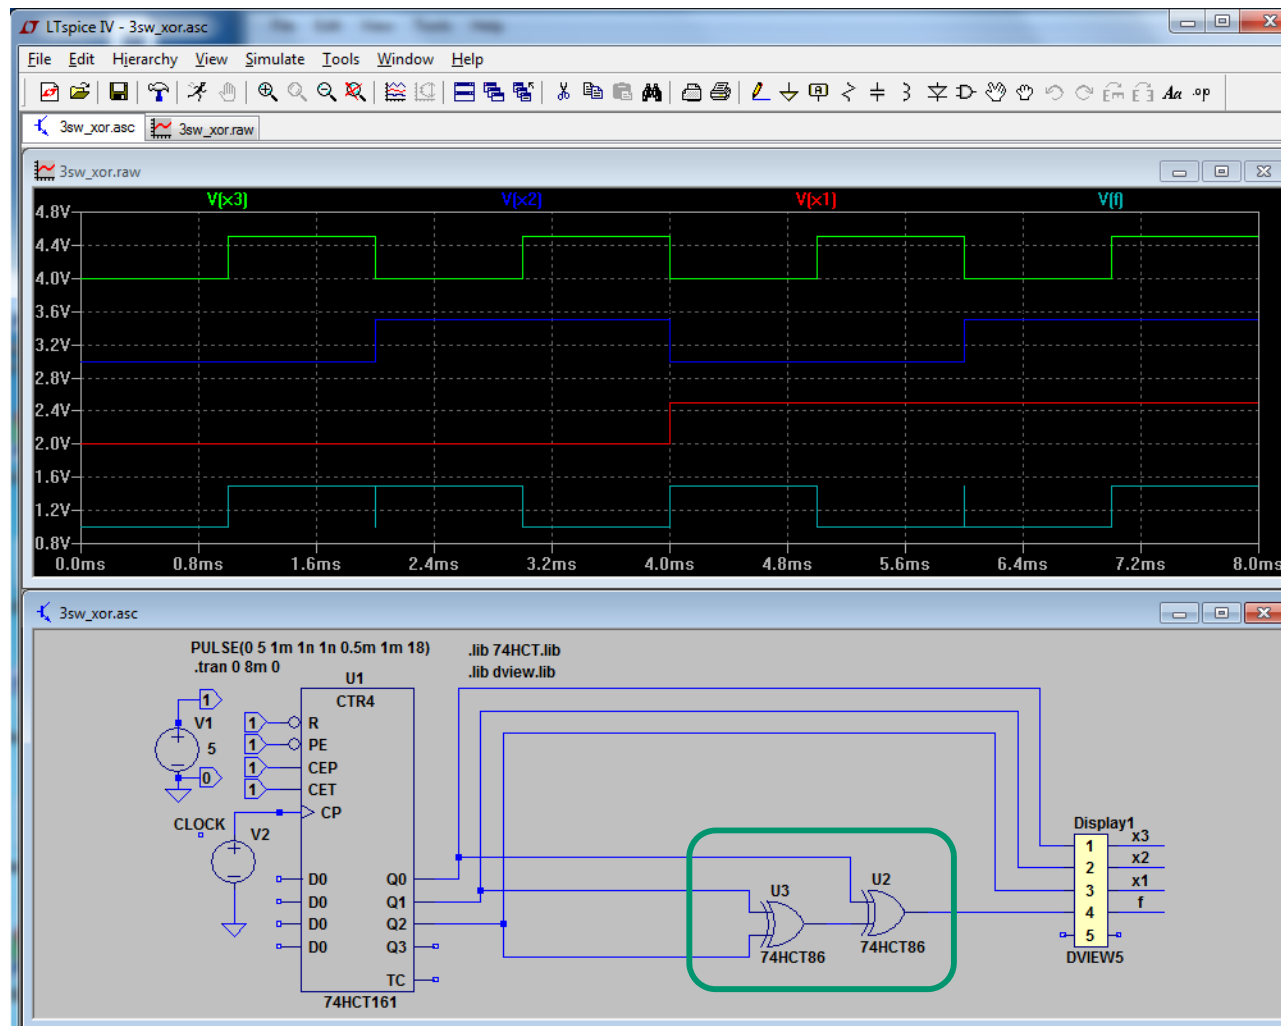 LTspice IV - 3sw_xor.asc
File Edit Hierarchy View Simulate Tools Window Help
Aa .op
3sw_xor.asc 3sw_xor.raw
3sw_xor.raw
V(x3) V(x2) V(x1) V(f)
4.8V
4.4V
4.0V
3.6V
3.2V
2.8V
2.4V
2.0V
1.6V
1.2V
0.8V
0.0ms 0.8ms 1.6ms 2.4ms 3.2ms 4.0ms 4.8ms 5.6ms 6.4ms 7.2ms 8.0ms
3sw_xor.asc
PULSE(0 5 1m 1n 1n 0.5m 1m 18) .lib 74HCT.lib
.tran 0 8m 0 .lib dview.lib
U1
1 CTR4
V1 1 R
5 1 PE
1 CEP
0 1 CET
CP
CLOCK V2
Display1
1 x3
2 x2
3 x1
4 f
5
DVIEW5
D0 Q0
D0 Q1
D0 Q2
D0 Q3
TC
74HCT161
U3 U2
74HCT86 74HCT86